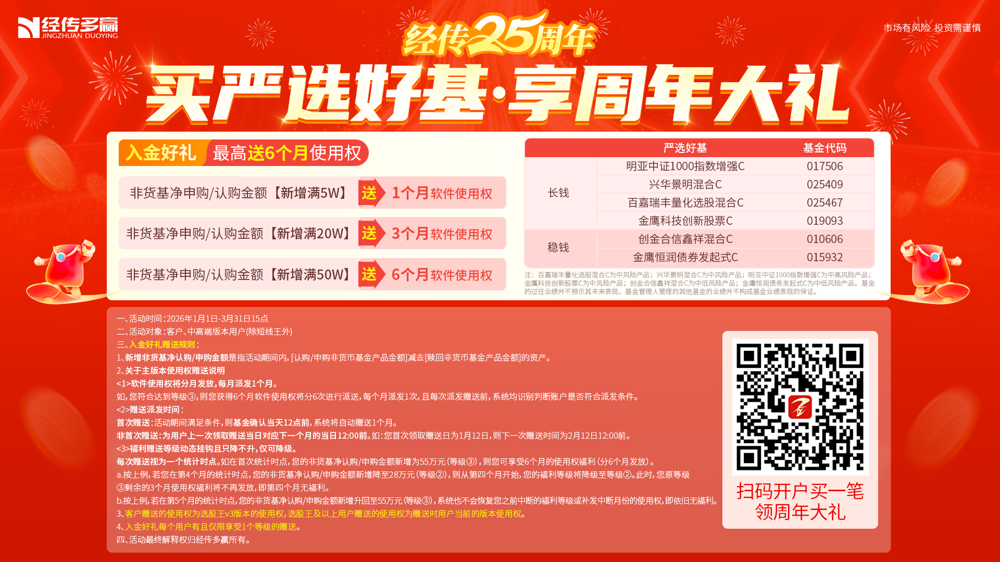 经传多赢
JINGZHUAN DUOYING
经传25周年
市场有风险 投资需谨慎
买严选好基·享周年大礼
入金好礼 最高送6个月使用权
非货基净申购/认购金额【新增满5W】 送 1个月软件使用权
非货基净申购/认购金额【新增满20W】 送 3个月软件使用权
非货基净申购/认购金额【新增满50W】 送 6个月软件使用权
严选好基 基金代码
长钱
明亚中证1000指数增强C 017506
兴华景明混合C 025409
百嘉瑞丰量化选股混合C 025467
金鹰科技创新股票C 019093
稳钱
创金合信鑫祥混合C 010606
金鹰恒润债券发起式C 015932
注：百嘉瑞丰量化选股混合C为中风险产品；兴华景明混合C为中风险产品；明亚中证1000指数增强C为中高风险产品；
金鹰科技创新股票C为中风险产品；创金合信鑫祥混合C为中低风险产品；金鹰恒润债券发起式C为中低风险产品。基金
的过往业绩并不预示其未来表现，基金管理人管理的其他基金的业绩并不构成基金业绩表现的保证。
一、活动时间：2026年1月1日-3月31日15点
二、活动对象：客户、中高端版本用户(除短线王外)
三、入金好礼赠送规则：
1、新增非货基净认购/申购金额是指活动期间内，[认购/申购非货币基金产品金额]减去[赎回非货币基金产品金额]的资产。
2、关于主版本使用权赠送说明
<1>软件使用权将分月发放，每月派发1个月。
如，您符合达到等级③，则您获得6个月软件使用权将分6次进行派送，每个月派发1次，且每次派发赠送前，系统均识别判断账户是否符合派发条件。
<2>赠送派发时间：
首次赠送：活动期间满足条件，则基金确认当天12点前，系统将自动赠送1个月。
非首次赠送：为用户上一次领取赠送当日对应下一个月的当日12:00前。如：您首次领取赠送日为1月12日，则下一次赠送时间为2月12日12:00前。
<3>福利赠送等级动态挂钩且只降不升，仅可降级。
每次赠送视为一个统计时点。如在首次统计时点，您的非货基净认购/申购金额新增为55万元（等级③），则您可享受6个月的使用权福利（分6个月发放）。
a.按上例，若您在第4个月的统计时点，您的非货基净认购/申购金额新增降至28万元（等级②），则从第四个月开始，您的福利等级将降级至等级②。此时，您原等级
③剩余的3个月使用权福利将不再发放，即第四个月无福利。
b.按上例，若在第5个月的统计时点，您的非货基净认购/申购金额新增升回至55万元（等级③），系统也不会恢复您之前中断的福利等级或补发中断月份的使用权，即依旧无福利。
3、客户赠送的使用权为选股王v3版本的使用权，选股王及以上用户赠送的使用权为赠送时用户当前的版本使用权。
4、入金好礼每个用户有且仅限享受1个等级的赠送。
四、活动最终解释权归经传多赢所有。
扫码开户买一笔
领周年大礼